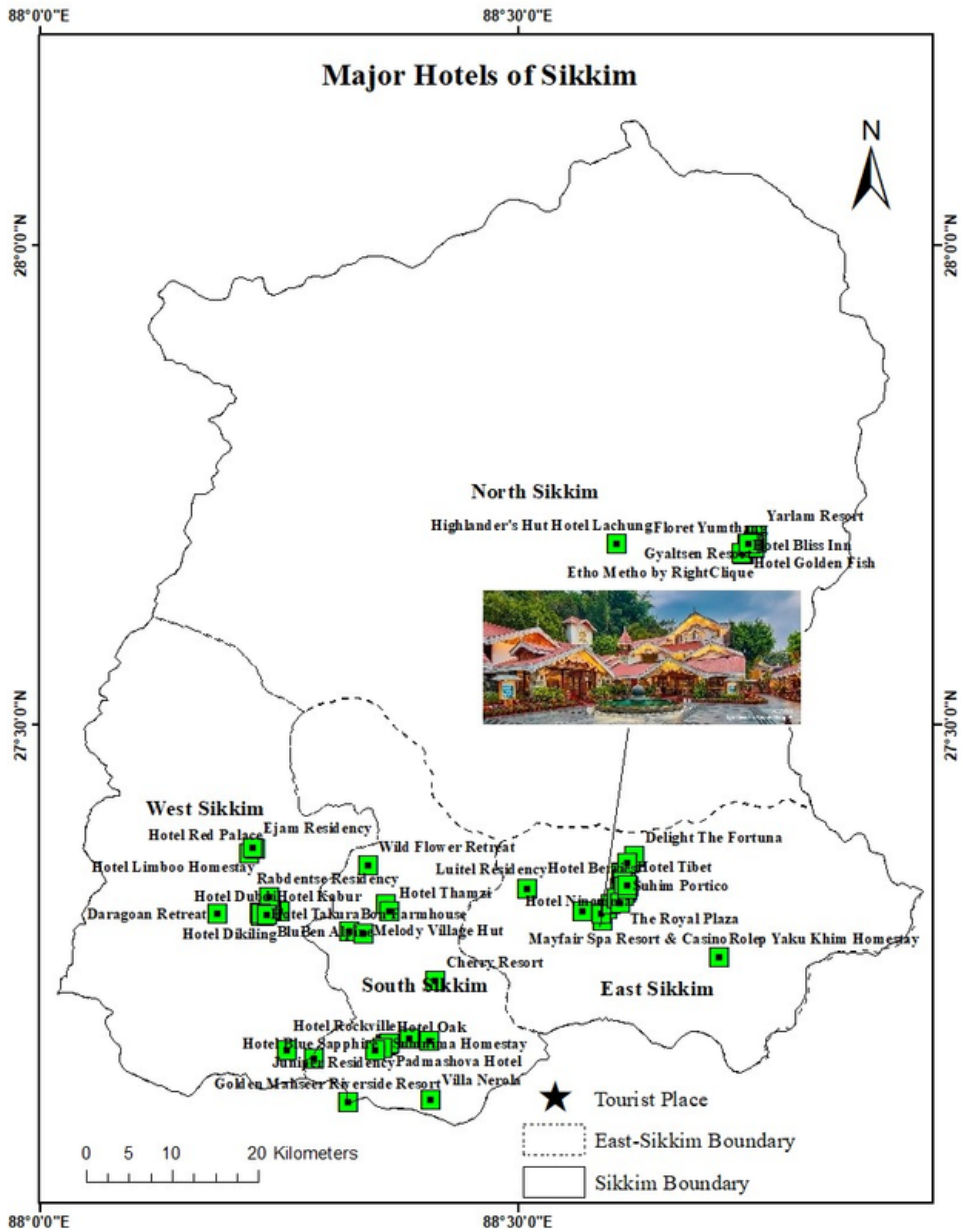 88°0'0"E
88°30'0"E
Major Hotels of Sikkim
N
28°0'0"N
28°0'0"N
North Sikkim
Yarlam Resort
Highlander's Hut Hotel Lachung
Floret
Hotel Bliss Inn
Gyaltsen
Hotel Golden Fish
Etho Metho by RightClique
27°30'0"N
27°30'0"N
West Sikkim
Ejam Residency
Hotel Red Palace
Delight The Fortuna
Wild Flower Retreat
Hotel Limboo Homestay
Luitel Residency
Hotel
Hotel Tibet
Rabdentse Residency
Suhim Portico
Hotel
Hotel Kabur
Hotel Thamzi
Hotel
Daragoan Retreat
Hotel Takura
Farmhouse
The Royal Plaza
Hotel Dikiling
Melody Village Hut
Mayfair Spa Resort & Casino
Rolep Yaku Khim Homestay
Cherry Resort
South Sikkim
East Sikkim
Hotel Rockville
Hotel Oak
Hotel Blue
Homestay
Juniper Residency
Padmashova Hotel
Golden Mahseer Riverside Resort
Villa Nerola
Tourist Place
East-Sikkim Boundary
Sikkim Boundary
0 5 10 20 Kilometers
88°0'0"E
88°30'0"E